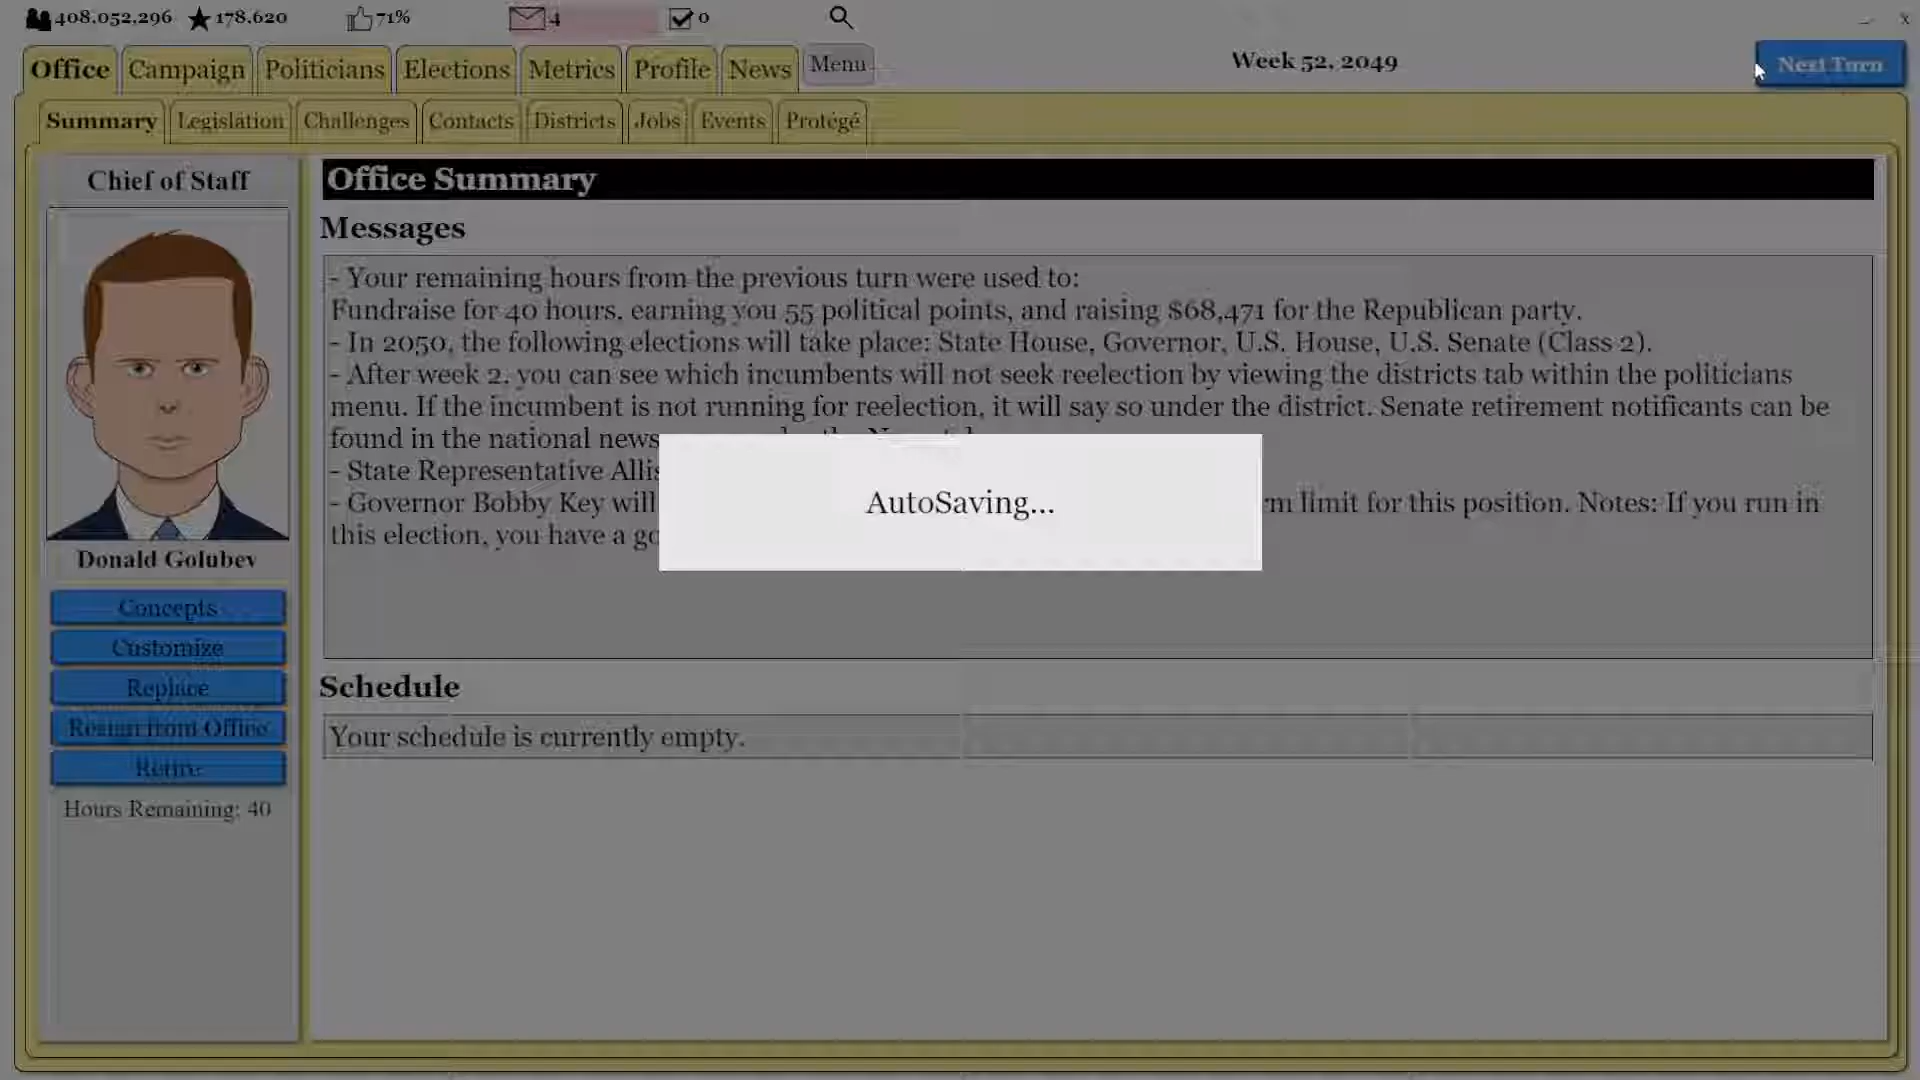 408,052,296 178,620 71% 4 0
Office Campaign Politicians Elections Metrics Profile News Menu Week 52, 2049 Next Turn X
Summary Legislation Challenges Contacts Districts Jobs Events Protégé
Chief of Staff
Donald Golubev
Concepts
Customize
Replace
Resign from Office
Retire
Hours Remaining: 40
Office Summary
Messages
- Your remaining hours from the previous turn were used to:
Fundraise for 40 hours, earning you 55 political points, and raising $68,471 for the Republican party.
- In 2050, the following elections will take place: State House, Governor, U.S. House, U.S. Senate (Class 2).
- After week 2, you can see which incumbents will not seek reelection by viewing the districts tab within the politicians
menu. If the incumbent is not running for reelection, it will say so under the district. Senate retirement notificants can be
found in the national news
- State Representative Allis
- Governor Bobby Key will rm limit for this position. Notes: If you run in
this election, you have a go
AutoSaving...
Schedule
Your schedule is currently empty.